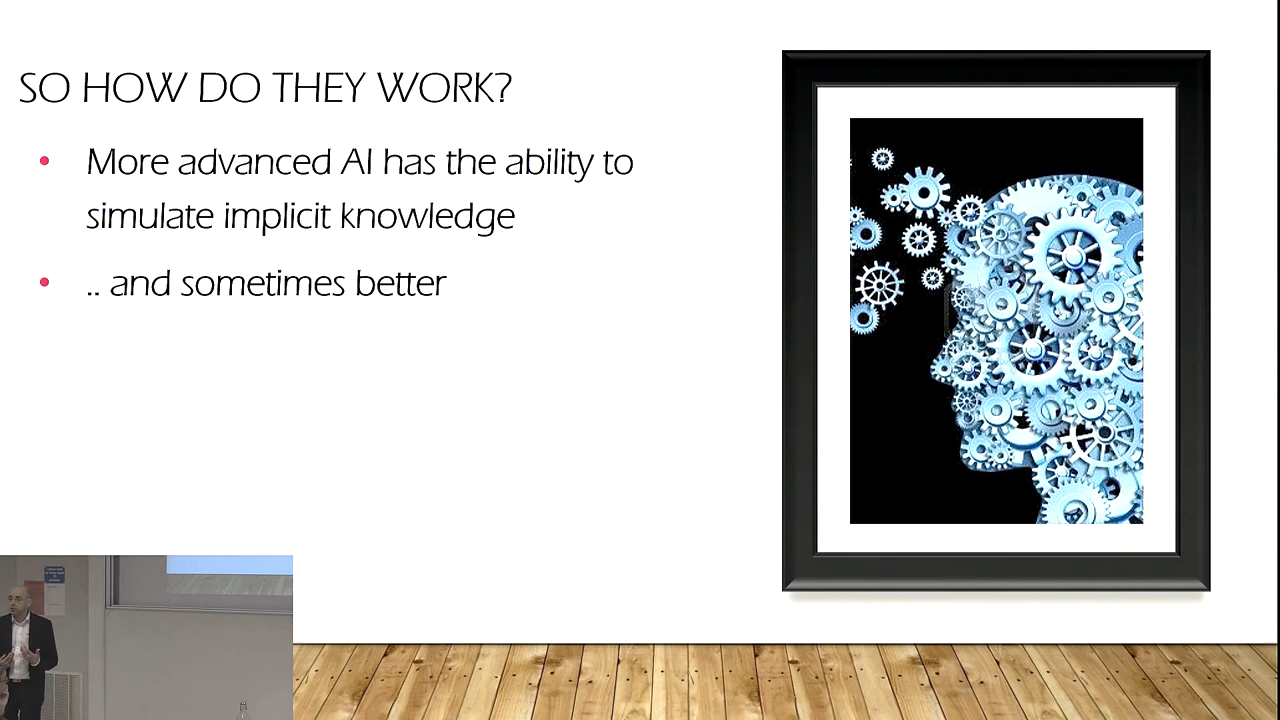 SO HOW DO THEY WORK?
More advanced AI has the ability to
simulate implicit knowledge
.. and sometimes better